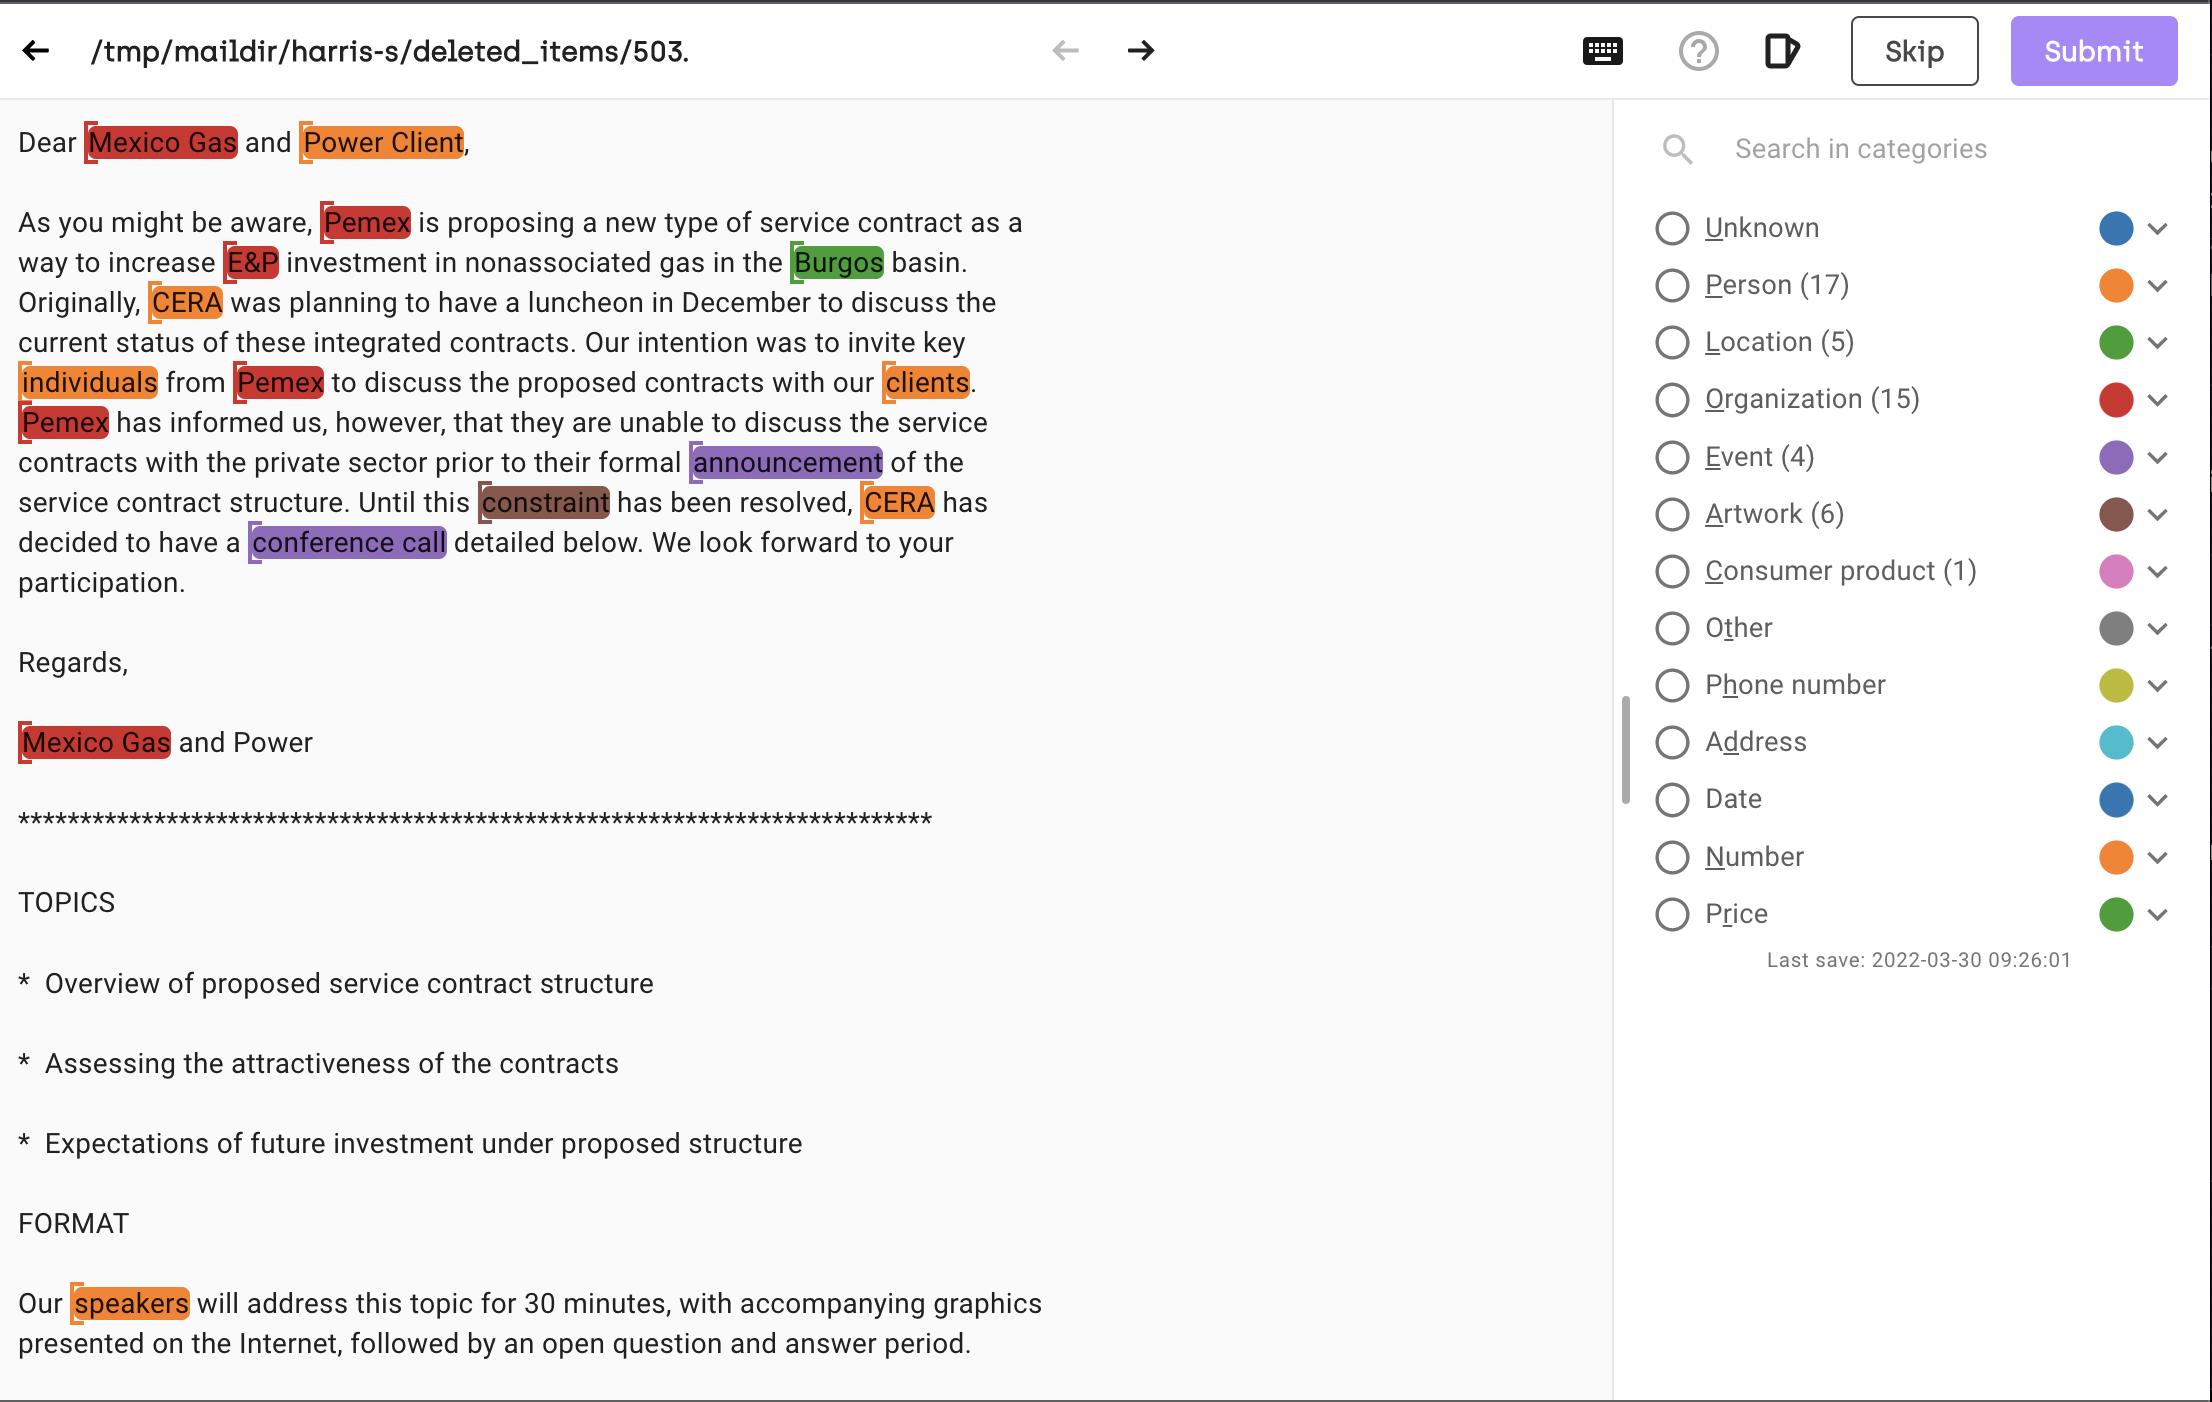 /tmp/maildir/harris-s/deleted_items/503.
Skip
Submit
Dear Mexico Gas and Power Client,
As you might be aware, Pemex is proposing a new type of service contract as a
way to increase E&P investment in nonassociated gas in the Burgos basin.
Originally, CERA was planning to have a luncheon in December to discuss the
current status of these integrated contracts. Our intention was to invite key
individuals from Pemex to discuss the proposed contracts with our clients.
Pemex has informed us, however, that they are unable to discuss the service
contracts with the private sector prior to their formal announcement of the
service contract structure. Until this constraint has been resolved, CERA has
decided to have a conference call detailed below. We look forward to your
participation.
Regards,
Mexico Gas and Power
**************************************************************************
TOPICS
* Overview of proposed service contract structure
* Assessing the attractiveness of the contracts
* Expectations of future investment under proposed structure
FORMAT
Our speakers will address this topic for 30 minutes, with accompanying graphics
presented on the Internet, followed by an open question and answer period.
Search in categories
Unknown
Person (17)
Location (5)
Organization (15)
Event (4)
Artwork (6)
Consumer product (1)
Other
Phone number
Address
Date
Number
Price
Last save: 2022-03-30 09:26:01